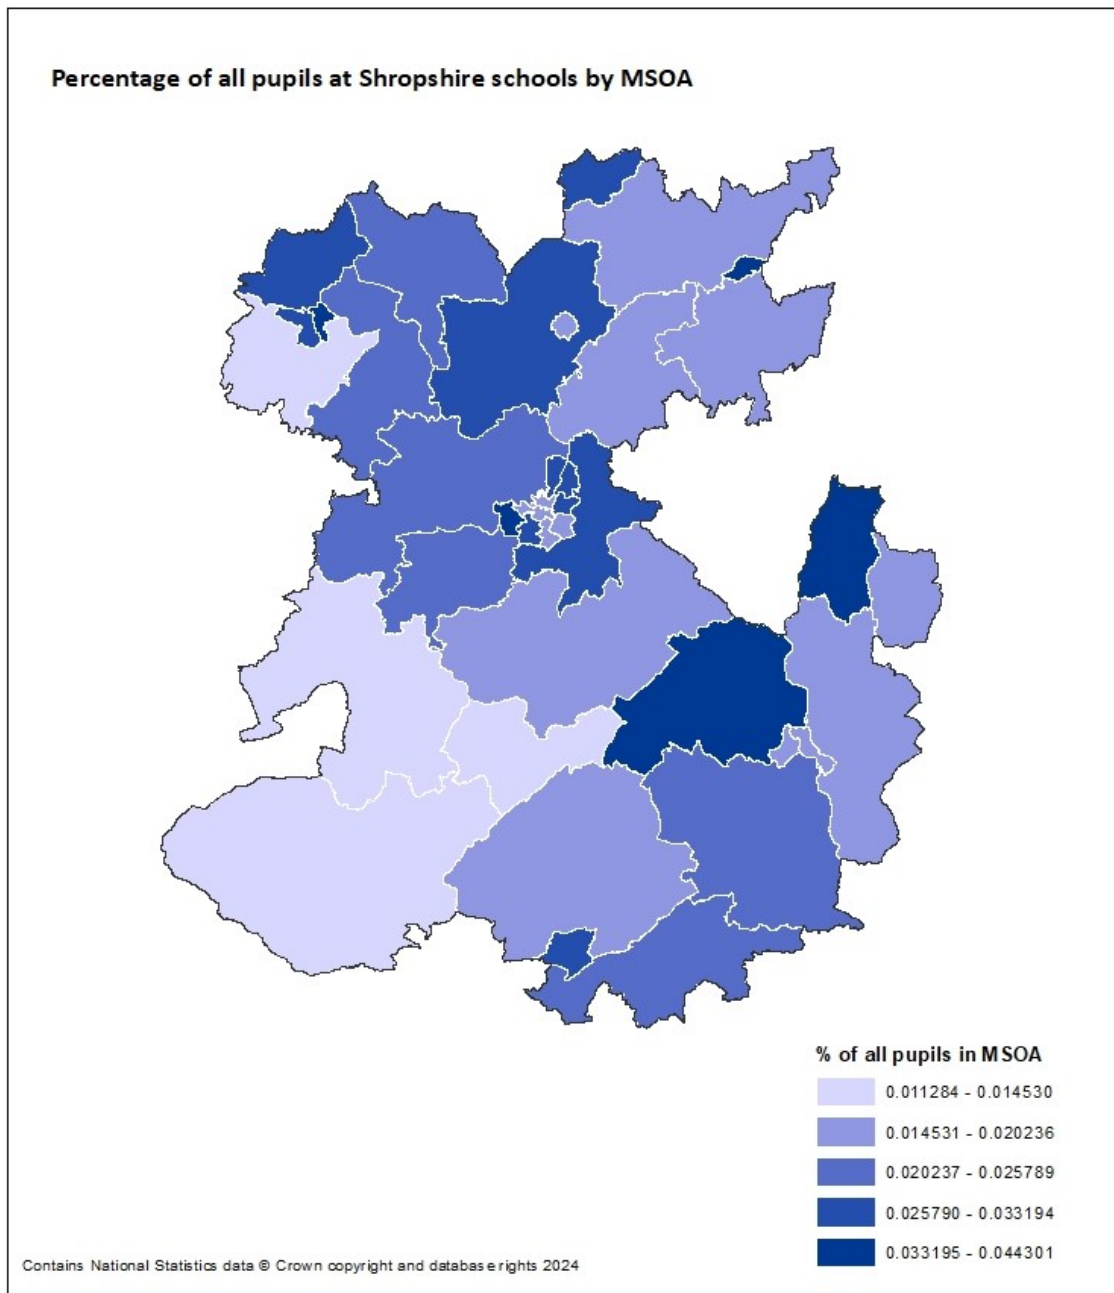 Percentage of all pupils at Shropshire schools by MSOA
% of all pupils in MSOA
0.011284 - 0.014530
0.014531 - 0.020236
0.020237 - 0.025789
0.025790 - 0.033194
0.033195 - 0.044301
Contains National Statistics data © Crown copyright and database rights 2024